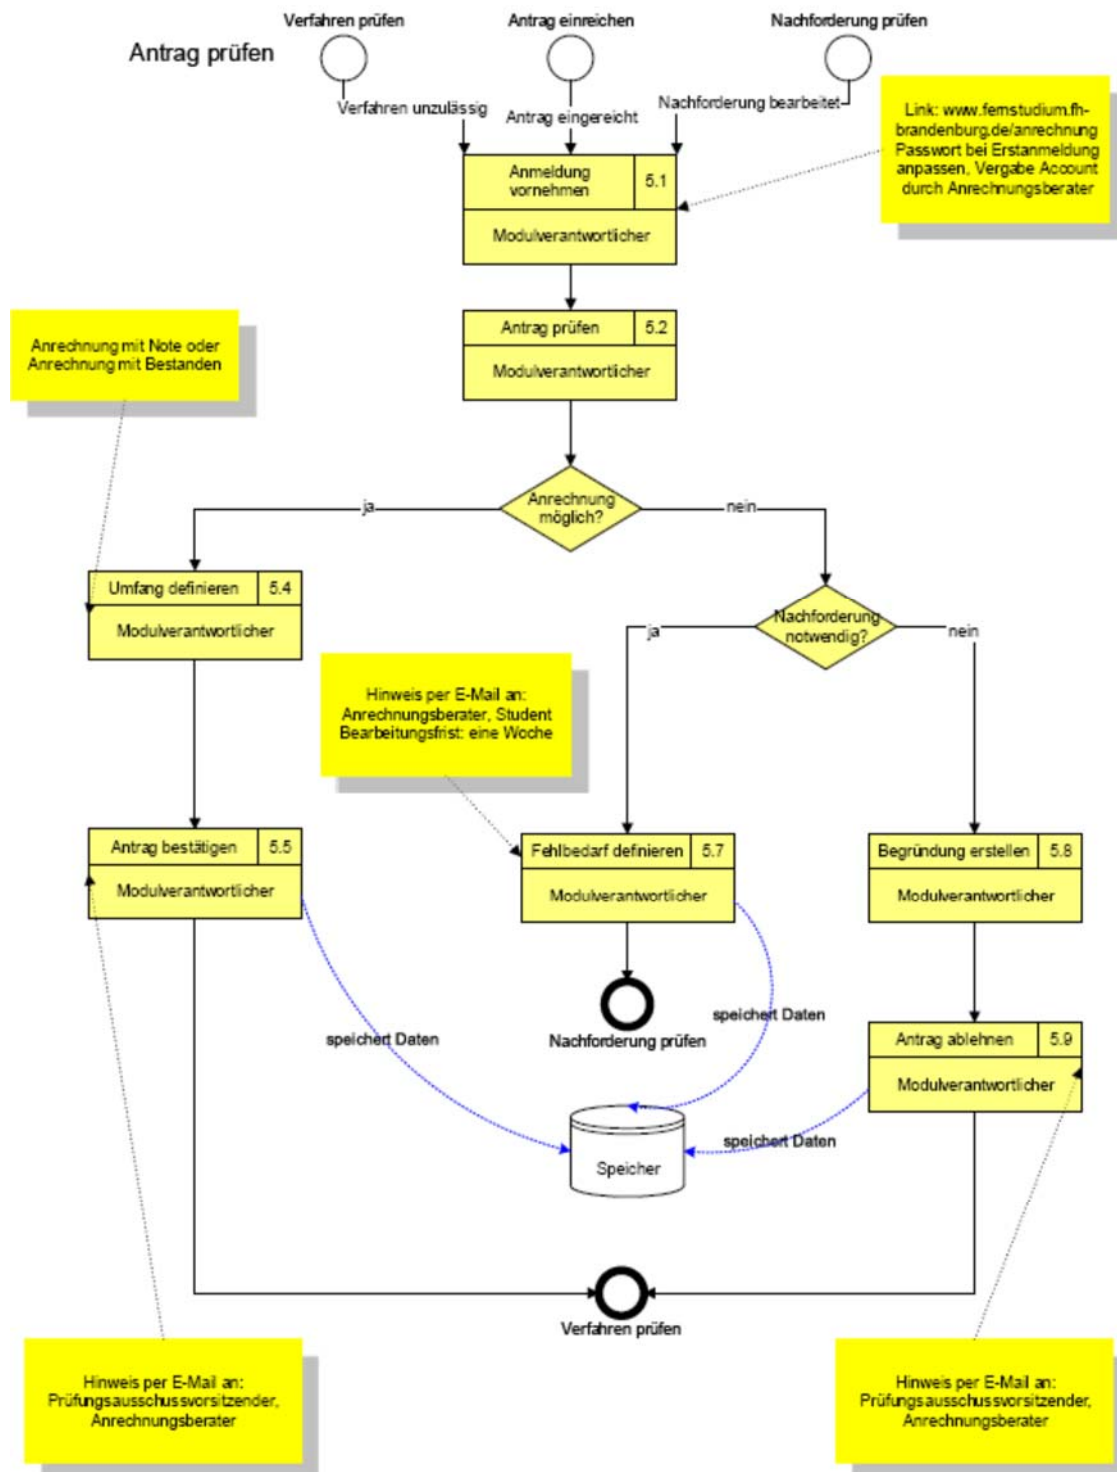 Verfahren prüfen
Antrag einreichen
Nachforderung prüfen
Antrag prüfen
Verfahren unzulässig
Antrag eingereicht
Nachforderung bearbeitet
Link: www.fernstudium.fh-
brandenburg.de/anrechnung
Passwort bei Erstanmeldung
anpassen, Vergabe Account
durch Anrechnungsberater
Anmeldung
vornehmen
5.1
Modulverantwortlicher
Antrag prüfen
5.2
Modulverantwortlicher
Anrechnung mit Note oder
Anrechnung mit Bestanden
Anrechnung
möglich?
ja
nein
Umfang definieren
5.4
Modulverantwortlicher
Nachforderung
notwendig?
ja
nein
Hinweis per E-Mail an:
Anrechnungsberater, Student
Bearbeitungsfrist: eine Woche
Antrag bestätigen
5.5
Modulverantwortlicher
Fehlbedarf definieren
5.7
Modulverantwortlicher
Begründung erstellen
5.8
Modulverantwortlicher
speichert Daten
Nachforderung prüfen
speichert Daten
Antrag ablehnen
5.9
Modulverantwortlicher
speichert Daten
Speicher
Verfahren prüfen
Hinweis per E-Mail an:
Prüfungsausschussvorsitzender,
Anrechnungsberater
Hinweis per E-Mail an:
Prüfungsausschussvorsitzender,
Anrechnungsberater